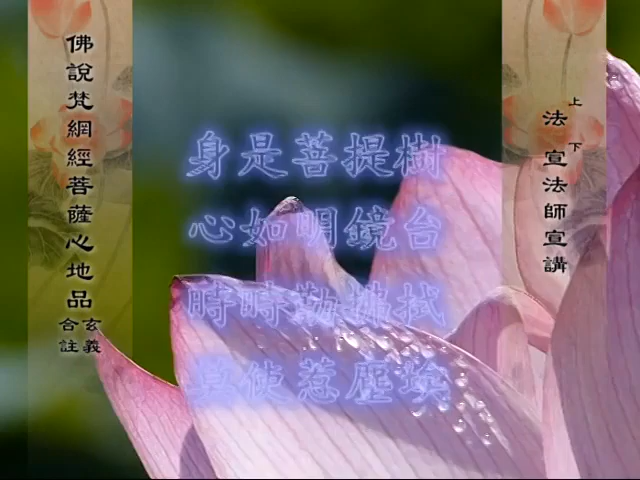 佛說梵網經菩薩心地品
玄義
合註
身是菩提樹
心如明鏡台
時時勤拂拭
莫使惹塵埃
上法下宣法師宣講